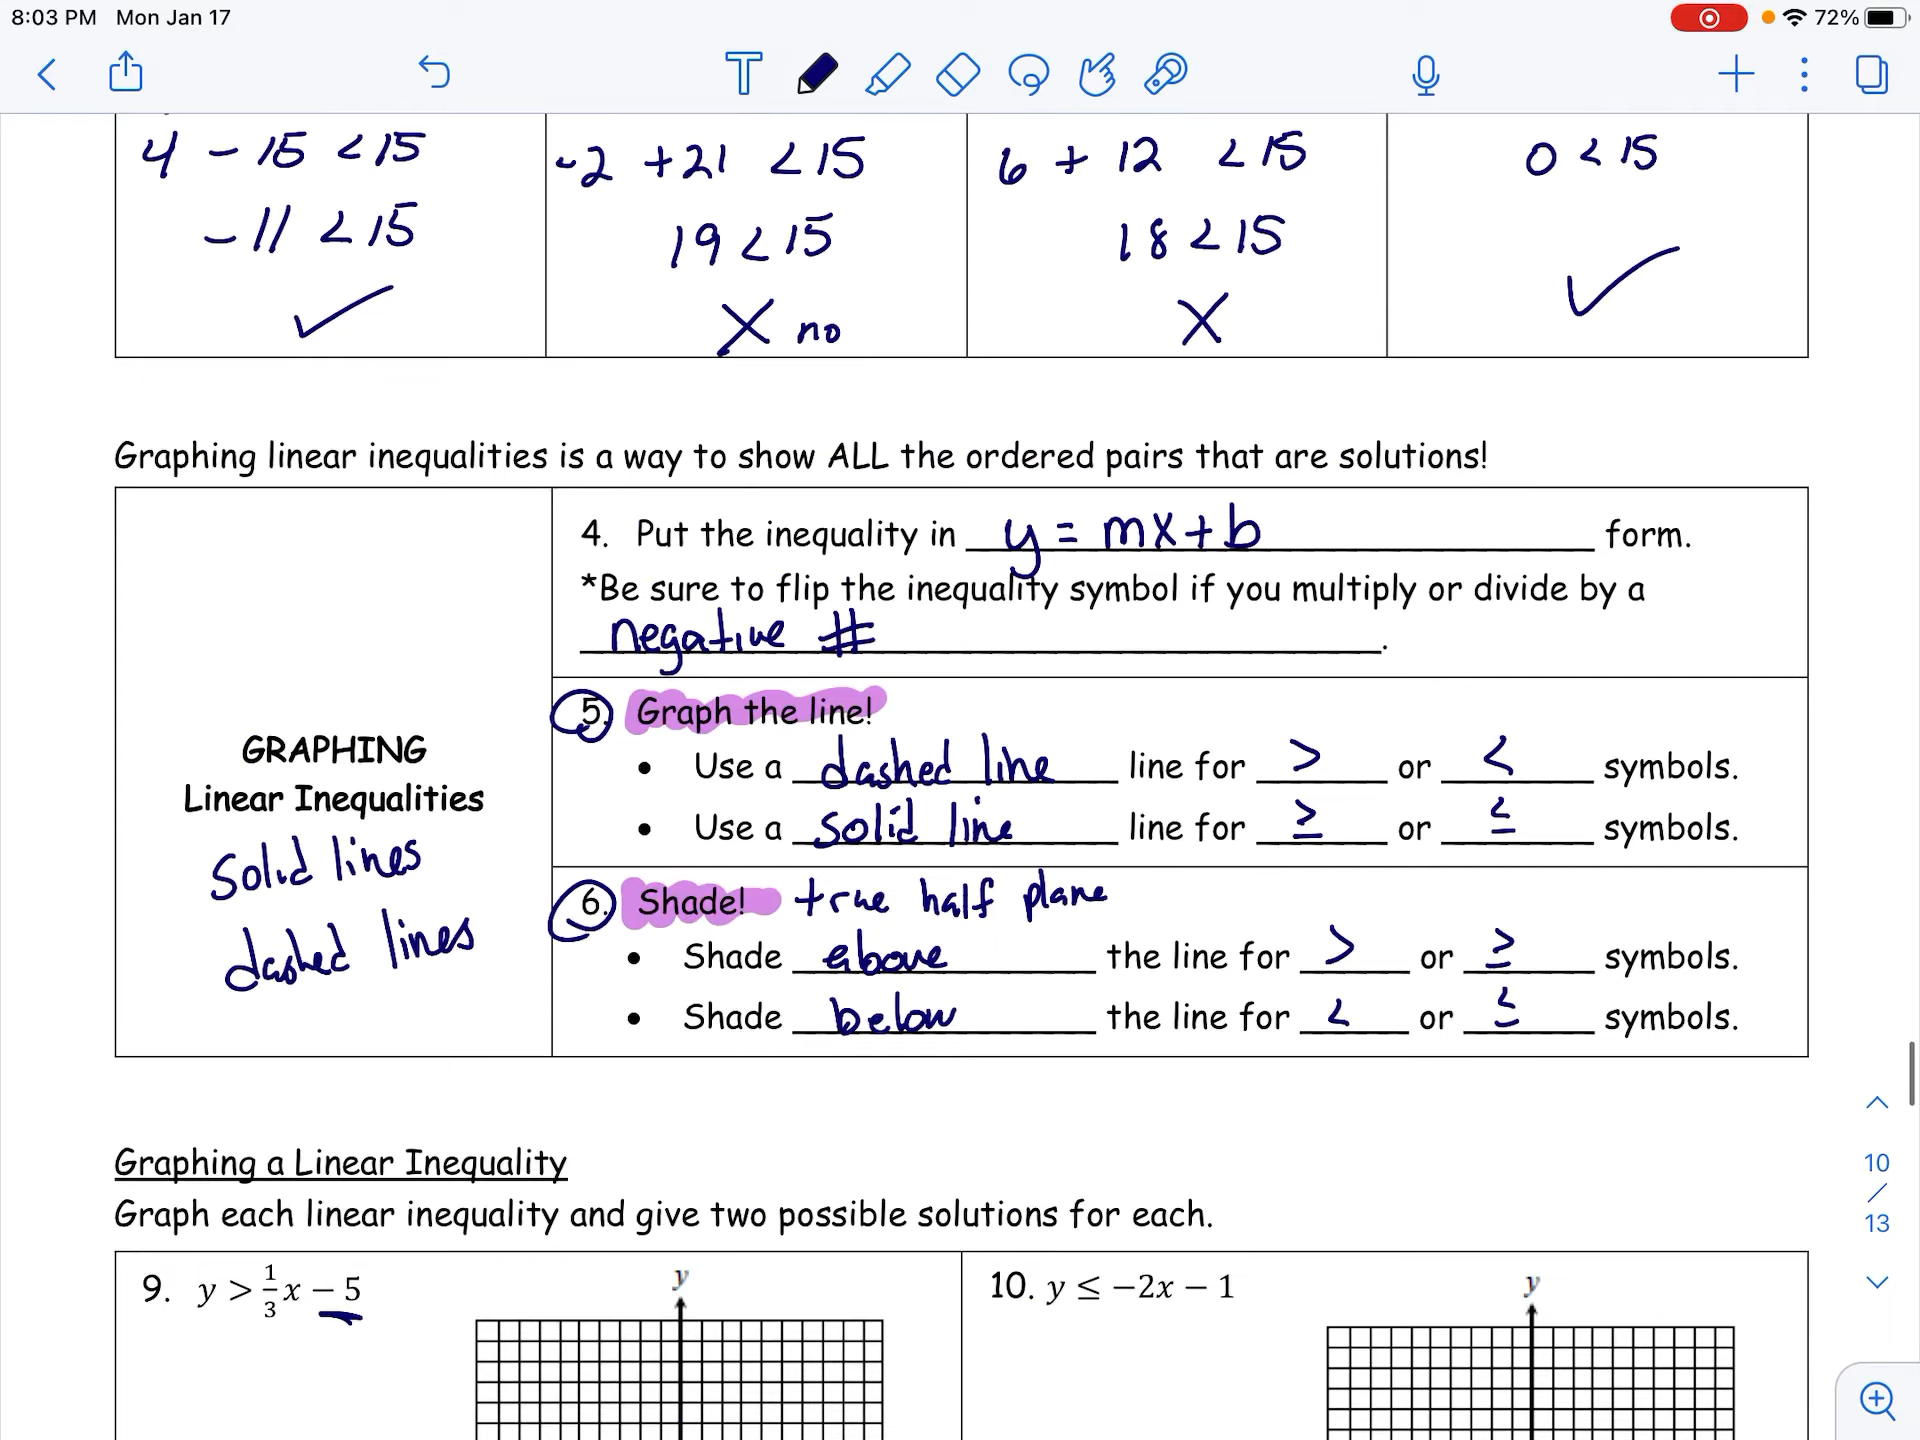 8:03 PM Mon Jan 17 72%
4 - 15 < 15 -2 + 21 < 15 6 + 12 < 15 0 < 15
-11 < 15 19 < 15 18 < 15
✓ X no X ✓
Graphing linear inequalities is a way to show ALL the ordered pairs that are solutions!
4. Put the inequality in y = mx + b form.
*Be sure to flip the inequality symbol if you multiply or divide by a
negative #.
5. Graph the line!
• Use a dashed line line for > or < symbols.
• Use a solid line line for ≥ or ≤ symbols.
GRAPHING
Linear Inequalities
Solid lines
dashed lines
6. Shade! true half plane
• Shade above the line for > or ≥ symbols.
• Shade below the line for < or ≤ symbols.
Graphing a Linear Inequality
Graph each linear inequality and give two possible solutions for each.
9. y > 1/3 x - 5 y
10. y ≤ -2x - 1 y
10
/
13